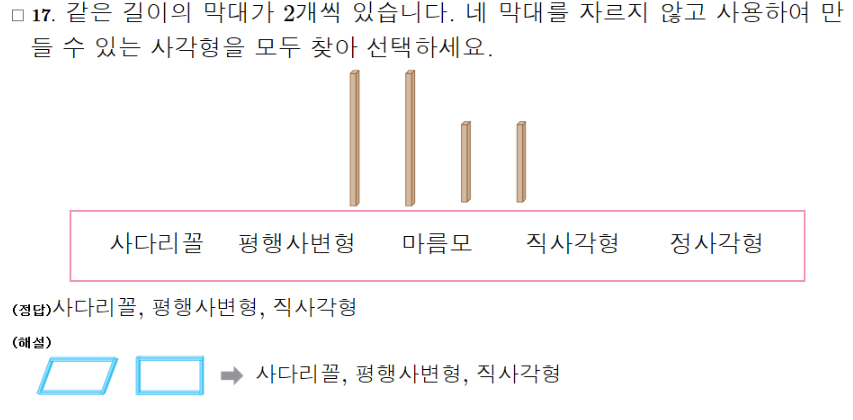 □ 17. 같은 길이의 막대가 2개씩 있습니다. 네 막대를 자르지 않고 사용하여 만
들 수 있는 사각형을 모두 찾아 선택하세요.
사다리꼴 평행사변형 마름모 직사각형 정사각형
(정답)사다리꼴, 평행사변형, 직사각형
(해설)
➡ 사다리꼴, 평행사변형, 직사각형